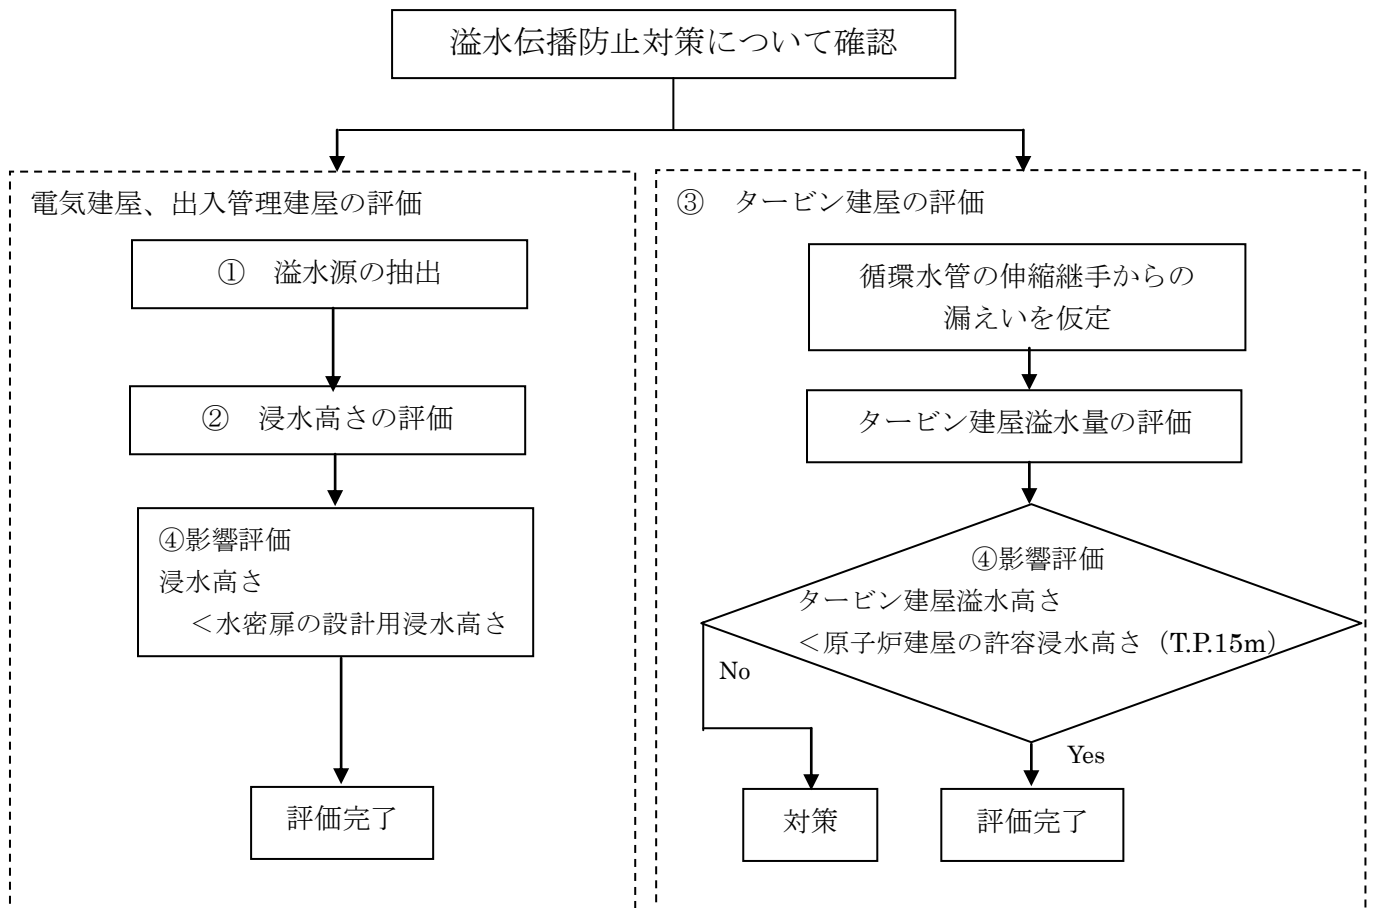 溢水伝播防止対策について確認
電気建屋、出入管理建屋の評価
① 溢水源の抽出
② 浸水高さの評価
④影響評価
浸水高さ
<水密扉の設計用浸水高さ
評価完了
③ タービン建屋の評価
循環水管の伸縮継手からの
漏えいを仮定
タービン建屋溢水量の評価
④影響評価
タービン建屋溢水高さ
<原子炉建屋の許容浸水高さ(T.P.15m)
No
Yes
対策
評価完了